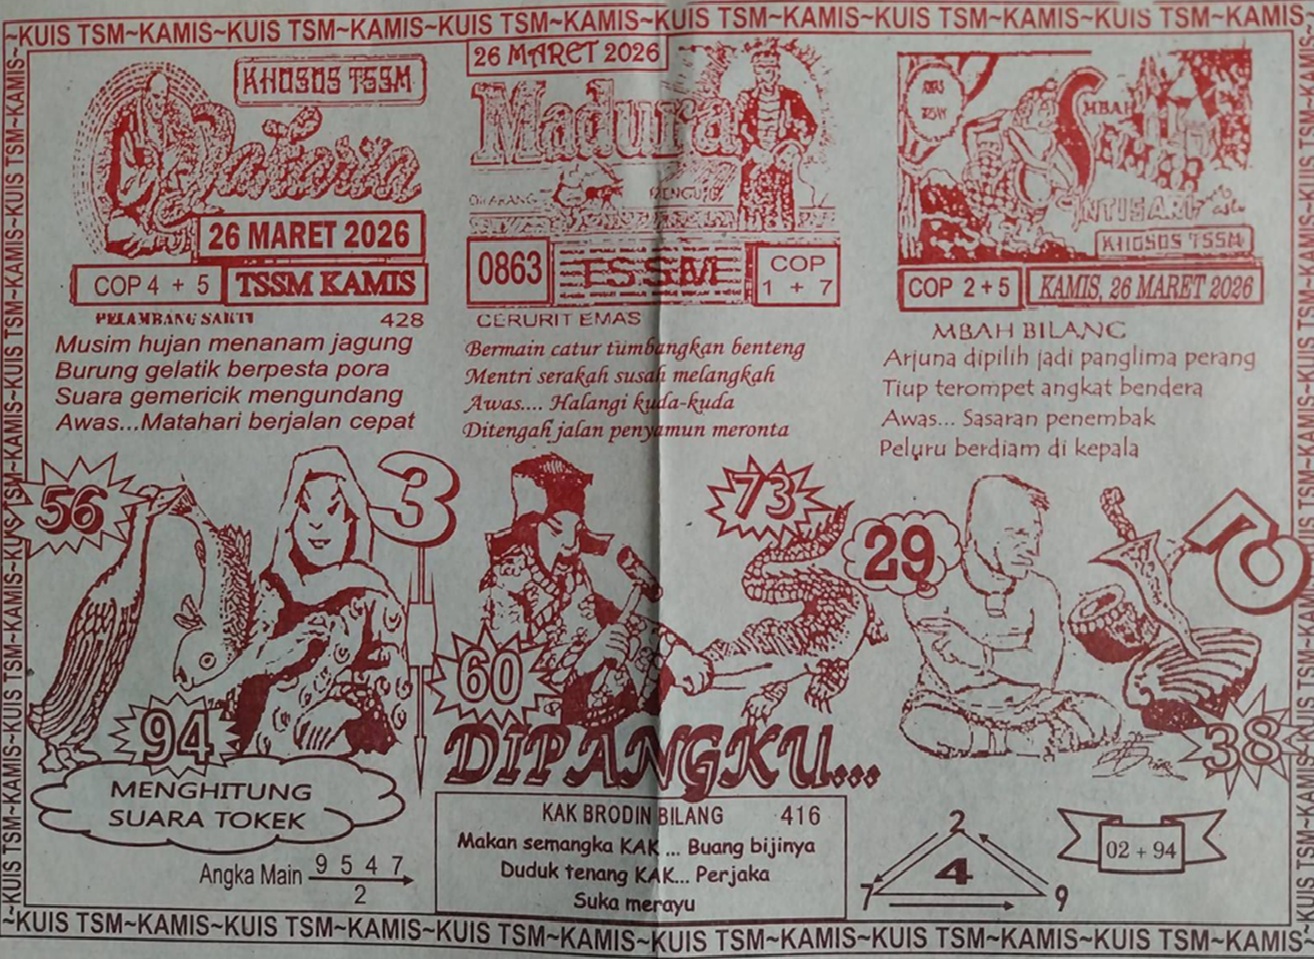 ~KUIS TSM~KAMIS~KUIS TSM~KAMIS~KUIS TSM~KAMIS~KUIS TSM~KAMIS~KUIS TSM~KAMIS~KUIS TSM~KAMIS~
KHOSOS TSSM
26 MARET 2026
COP 4 + 5
TSSM KAMIS
PELAMBANG SAKTI
428
Musim hujan menanam jagung
Burung gelatik berpesta pora
Suara gemericik mengundang
Awas...Matahari berjalan cepat
56
3
94
MENGHITUNG
SUARA TOKEK
Angka Main 9 5 4 7
2
26 MARET 2026
Madura
DILARANG
0863
ESSM
COP
1 + 7
CERURIT EMAS
Bermain catur tumbangkan benteng
Mentri serakah susah melangkah
Awas.... Halangi kuda-kuda
Ditengah jalan penyamun meronta
73
60
DIPANGKU...
KAK BRODIN BILANG 416
Makan semangka KAK ... Buang bijinya
Duduk tenang KAK... Perjaka
Suka merayu
MBAH
INTISARI
KHOSOS TSSM
COP 2+5
KAMIS, 26 MARET 2026
MBAH BILANG
Arjuna dipilih jadi panglima perang
Tiup terompet angkat bendera
Awas... Sasaran penembak
Peluru berdiam di kepala
29
38
2
4
7
9
02 + 94
~KUIS TSM~KAMIS~KUIS TSM~KAMIS~KUIS TSM~KAMIS~KUIS TSM~KAMIS~KUIS TSM~KAMIS~KUIS TSM~KAMIS~